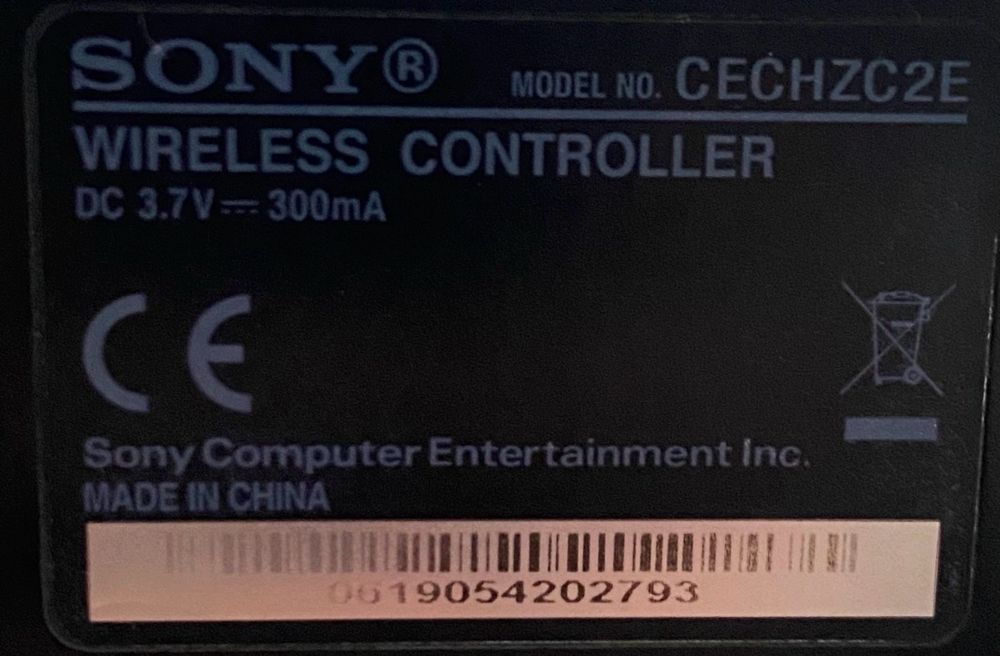 SONY® MODEL NO. CECHZC2E
WIRELESS CONTROLLER
DC 3.7V⎓300mA
CE
Sony Computer Entertainment Inc.
MADE IN CHINA
0619054202793